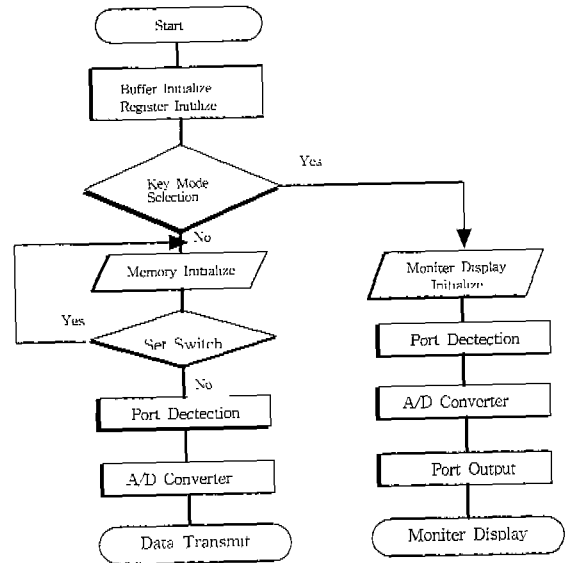 Start
Buffer Initialize
Register Initilize
Key Mode
Selection
Yes
No
Memory Initialize
Yes
Set Switch
No
Port Dectection
A/D Converter
Data Transmit
Moniter Display
Initialize
Port Dectection
A/D Converter
Port Output
Moniter Display